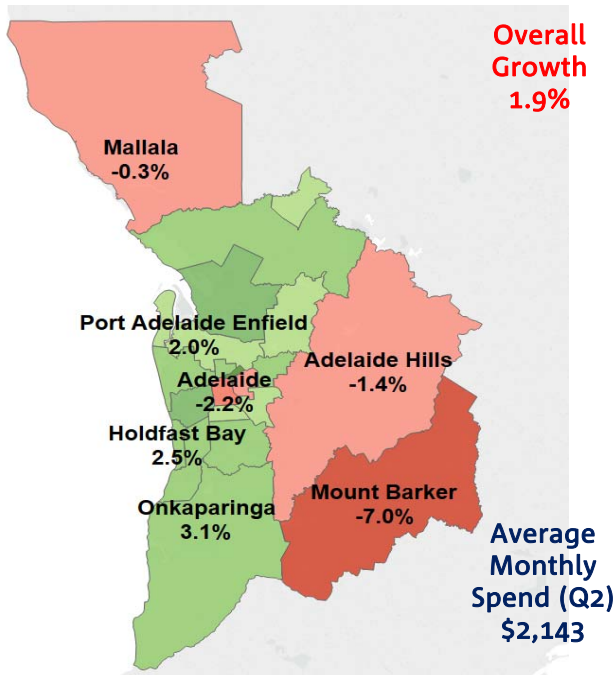 Overall
Growth
1.9%
Mallala
-0.3%
Port Adelaide Enfield
2.0%
Adelaide Hills
-1.4%
Adelaide
-2.2%
Holdfast Bay
2.5%
Mount Barker
-7.0%
Onkaparinga
3.1%
Average
Monthly
Spend (Q2)
$2,143